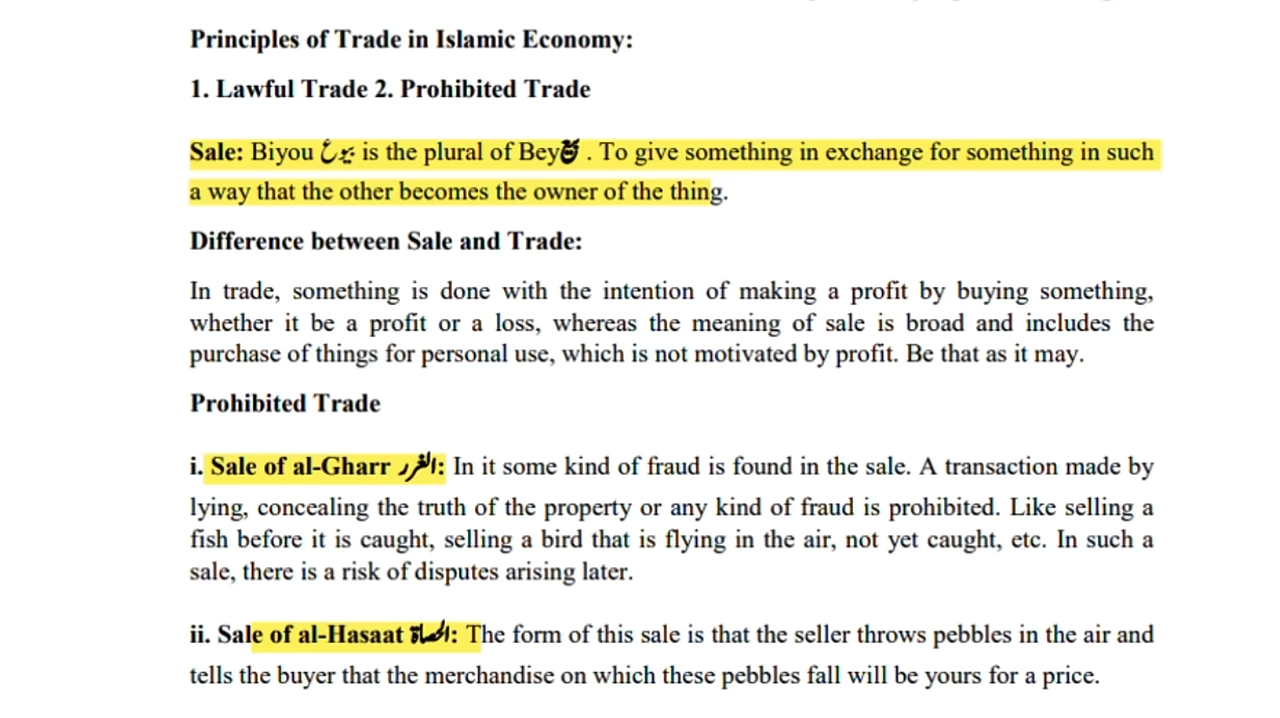 Principles of Trade in Islamic Economy:
1. Lawful Trade 2. Prohibited Trade
Sale: Biyou بیوع is the plural of Bey بیع . To give something in exchange for something in such
a way that the other becomes the owner of the thing.
Difference between Sale and Trade:
In trade, something is done with the intention of making a profit by buying something,
whether it be a profit or a loss, whereas the meaning of sale is broad and includes the
purchase of things for personal use, which is not motivated by profit. Be that as it may.
Prohibited Trade
i. Sale of al-Gharr الغرر: In it some kind of fraud is found in the sale. A transaction made by
lying, concealing the truth of the property or any kind of fraud is prohibited. Like selling a
fish before it is caught, selling a bird that is flying in the air, not yet caught, etc. In such a
sale, there is a risk of disputes arising later.
ii. Sale of al-Hasaat الحصاة: The form of this sale is that the seller throws pebbles in the air and
tells the buyer that the merchandise on which these pebbles fall will be yours for a price.